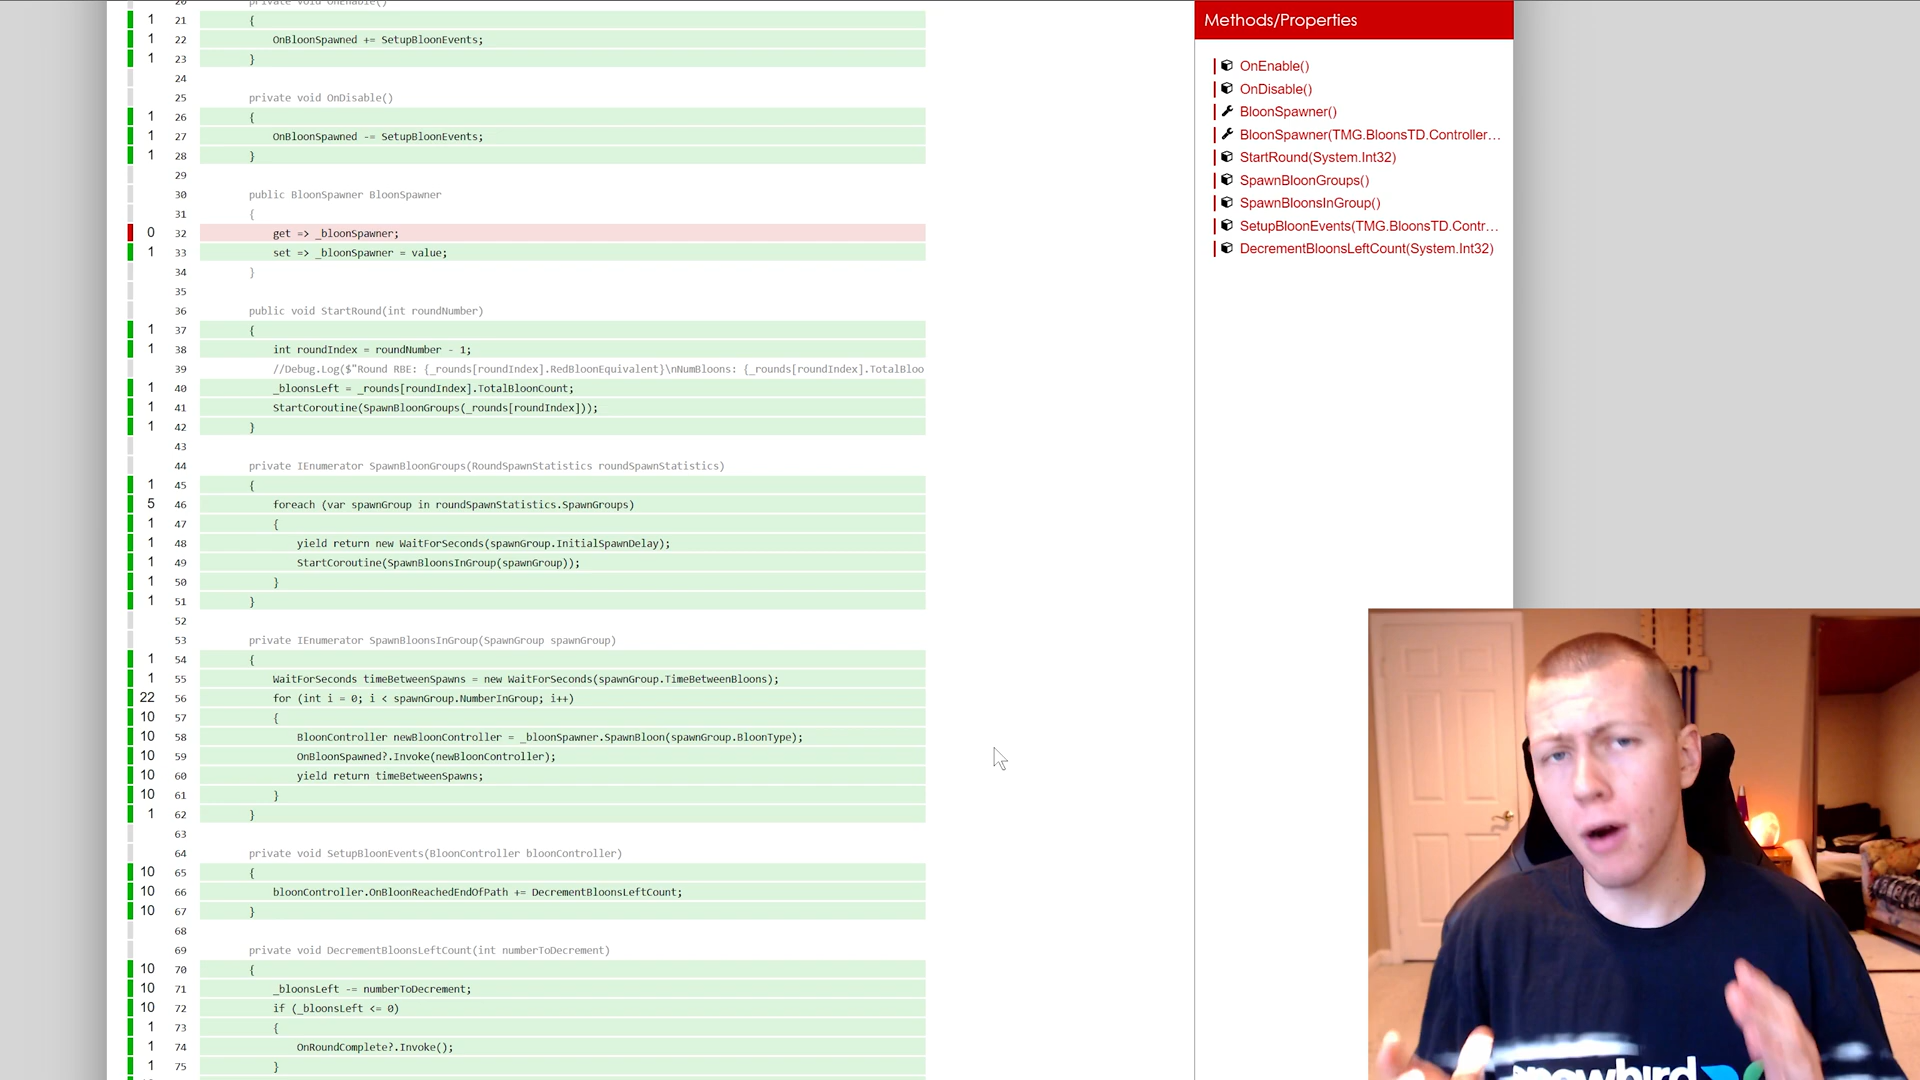 20 private void OnEnable()
1 21 {
1 22 OnBloonSpawned += SetupBloonEvents;
1 23 }
24
25 private void OnDisable()
1 26 {
1 27 OnBloonSpawned -= SetupBloonEvents;
1 28 }
29
30 public BloonSpawner BloonSpawner
31 {
0 32 get => _bloonSpawner;
1 33 set => _bloonSpawner = value;
34 }
35
36 public void StartRound(int roundNumber)
1 37 {
1 38 int roundIndex = roundNumber - 1;
39 //Debug.Log($"Round RBE: {_rounds[roundIndex].RedBloonEquivalent}\nNumBloons: {_rounds[roundIndex].TotalBloo
1 40 _bloonsLeft = _rounds[roundIndex].TotalBloonCount;
1 41 StartCoroutine(SpawnBloonGroups(_rounds[roundIndex]));
1 42 }
43
44 private IEnumerator SpawnBloonGroups(RoundSpawnStatistics roundSpawnStatistics)
1 45 {
5 46 foreach (var spawnGroup in roundSpawnStatistics.SpawnGroups)
1 47 {
1 48 yield return new WaitForSeconds(spawnGroup.InitialSpawnDelay);
1 49 StartCoroutine(SpawnBloonsInGroup(spawnGroup));
1 50 }
1 51 }
52
53 private IEnumerator SpawnBloonsInGroup(SpawnGroup spawnGroup)
1 54 {
1 55 WaitForSeconds timeBetweenSpawns = new WaitForSeconds(spawnGroup.TimeBetweenBloons);
22 56 for (int i = 0; i < spawnGroup.NumberInGroup; i++)
10 57 {
10 58 BloonController newBloonController = _bloonSpawner.SpawnBloon(spawnGroup.BloonType);
10 59 OnBloonSpawned?.Invoke(newBloonController);
10 60 yield return timeBetweenSpawns;
10 61 }
1 62 }
63
64 private void SetupBloonEvents(BloonController bloonController)
10 65 {
10 66 bloonController.OnBloonReachedEndOfPath += DecrementBloonsLeftCount;
10 67 }
68
69 private void DecrementBloonsLeftCount(int numberToDecrement)
10 70 {
10 71 _bloonsLeft -= numberToDecrement;
10 72 if (_bloonsLeft <= 0)
1 73 {
1 74 OnRoundComplete?.Invoke();
1 75 }
Methods/Properties
OnEnable()
OnDisable()
BloonSpawner()
BloonSpawner(TMG.BloonsTD.Controller...
StartRound(System.Int32)
SpawnBloonGroups()
SpawnBloonsInGroup()
SetupBloonEvents(TMG.BloonsTD.Contr...
DecrementBloonsLeftCount(System.Int32)